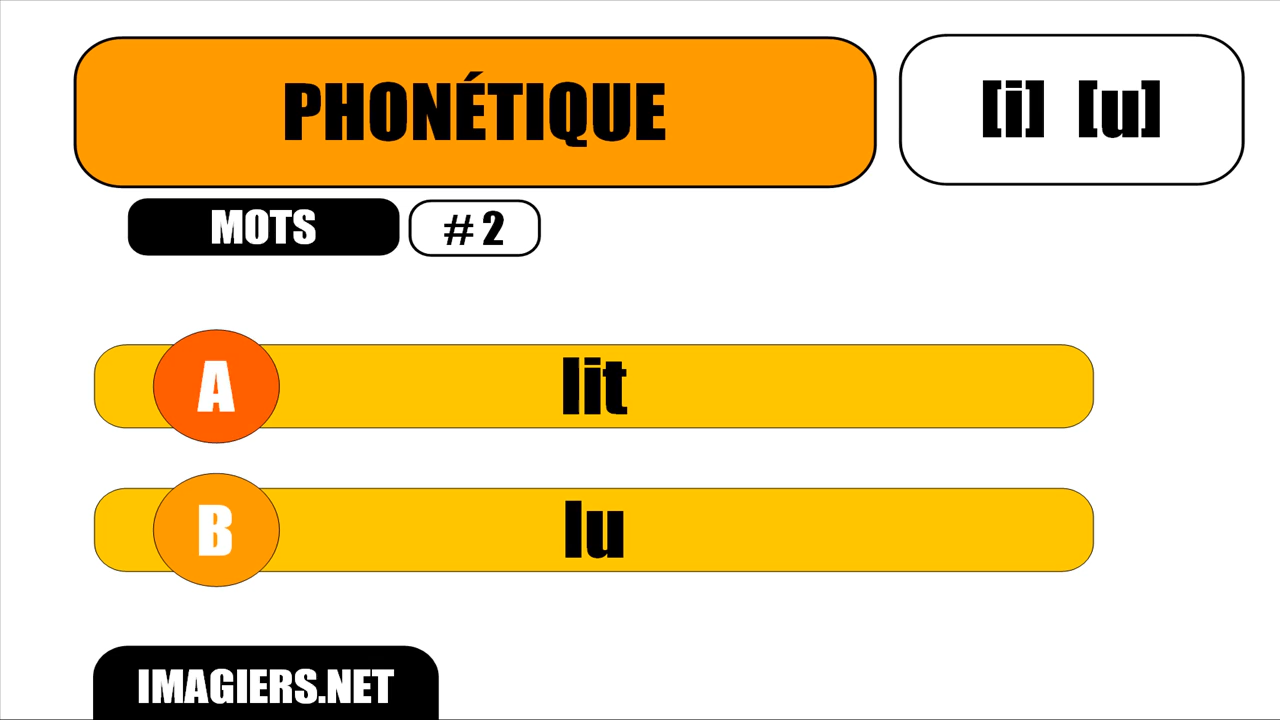 PHONÉTIQUE
[i] [u]
MOTS
# 2
A
lit
B
lu
IMAGIERS.NET